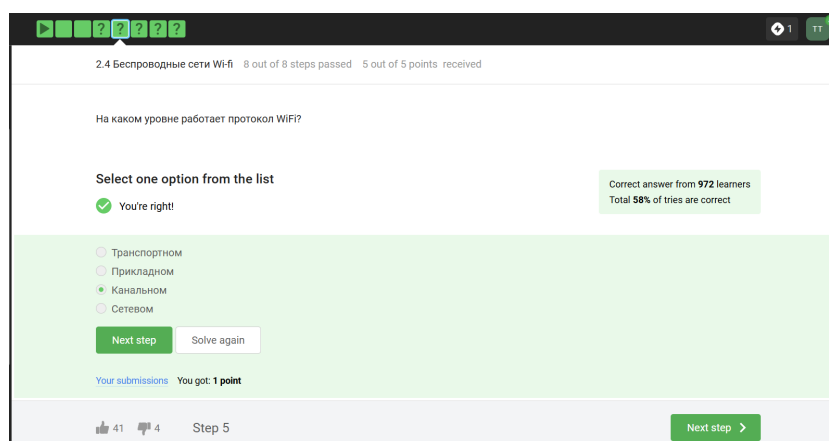 ? ? ? ? ?
1
TT
2.4 Беспроводные сети Wi-fi 8 out of 8 steps passed 5 out of 5 points received
На каком уровне работает протокол WiFi?
Select one option from the list
You're right!
Correct answer from 972 learners
Total 58% of tries are correct
Транспортном
Прикладном
Канальном
Сетевом
Next step Solve again
Your submissions You got: 1 point
41 4 Step 5 Next step